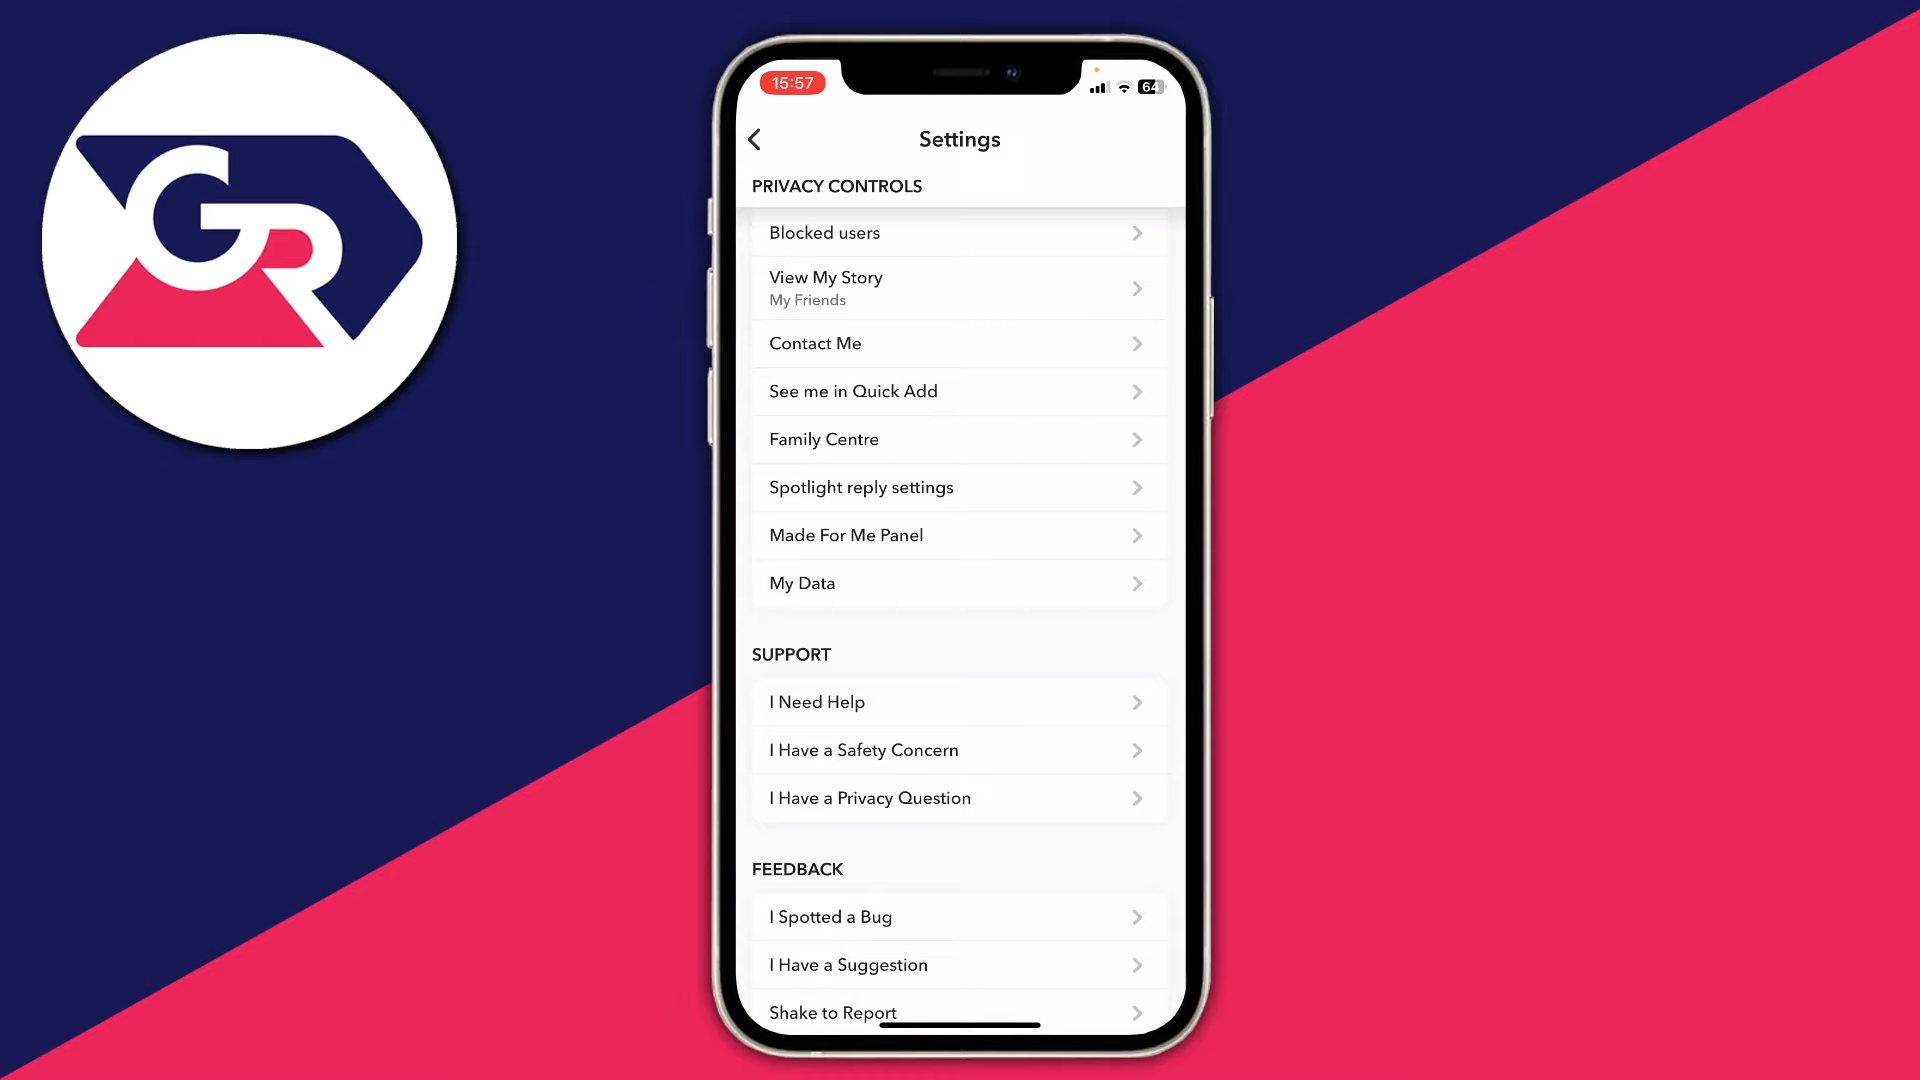 GR
15:57
64
Settings
PRIVACY CONTROLS
Blocked users
View My Story
My Friends
Contact Me
See me in Quick Add
Family Centre
Spotlight reply settings
Made For Me Panel
My Data
SUPPORT
I Need Help
I Have a Safety Concern
I Have a Privacy Question
FEEDBACK
I Spotted a Bug
I Have a Suggestion
Shake to Report